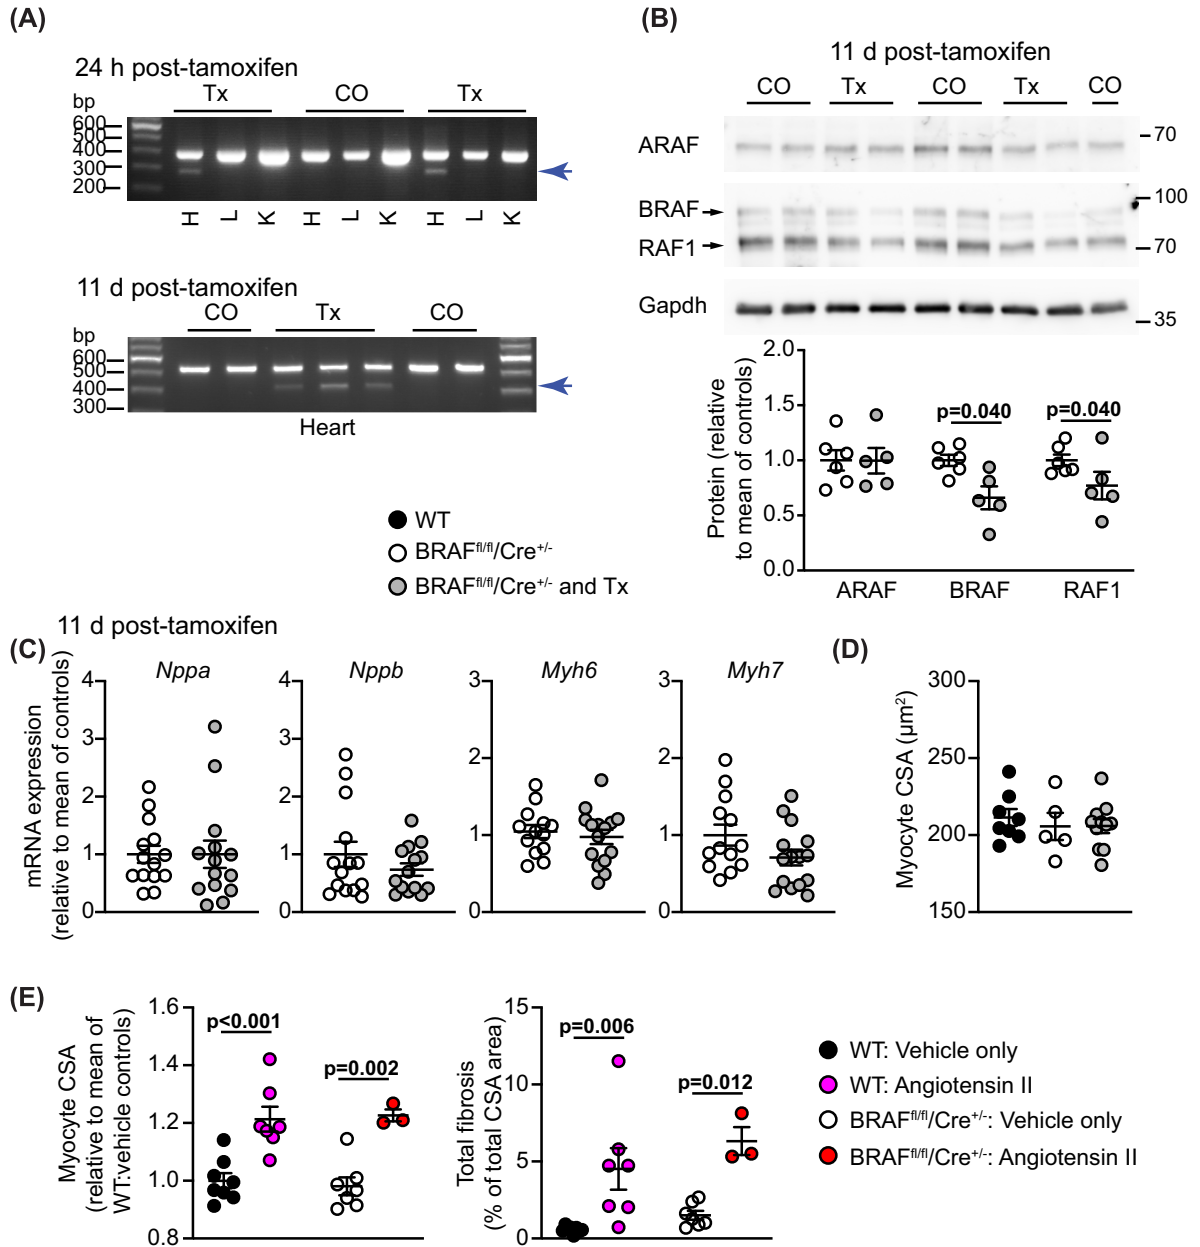 (A)
24 h post-tamoxifen
bp
Tx CO Tx
600
500
400
300
200
H L K H L K H L K
11 d post-tamoxifen
bp
CO Tx CO
600
500
400
300
Heart
(B)
11 d post-tamoxifen
CO Tx CO Tx CO
ARAF
70
BRAF
100
RAF1
70
Gapdh
35
Protein (relative
to mean of controls)
2.0
1.5
1.0
0.5
0.0
p=0.040 p=0.040
ARAF BRAF RAF1
WT
BRAFfl/fl/Cre+/-
BRAFfl/fl/Cre+/- and Tx
11 d post-tamoxifen
(C)
mRNA expression
(relative to mean of controls)
Nppa
4
3
2
1
0
Nppb
4
3
2
1
0
Myh6
3
2
1
0
Myh7
3
2
1
0
(D)
Myocyte CSA (µm2)
300
250
200
150
(E)
Myocyte CSA
(relative to mean of
WT:vehicle controls)
1.6
1.4
1.2
1.0
0.8
p<0.001
p=0.002
Total fibrosis
(% of total CSA area)
15
10
5
0
p=0.006
p=0.012
WT: Vehicle only
WT: Angiotensin II
BRAFfl/fl/Cre+/-: Vehicle only
BRAFfl/fl/Cre+/-: Angiotensin II